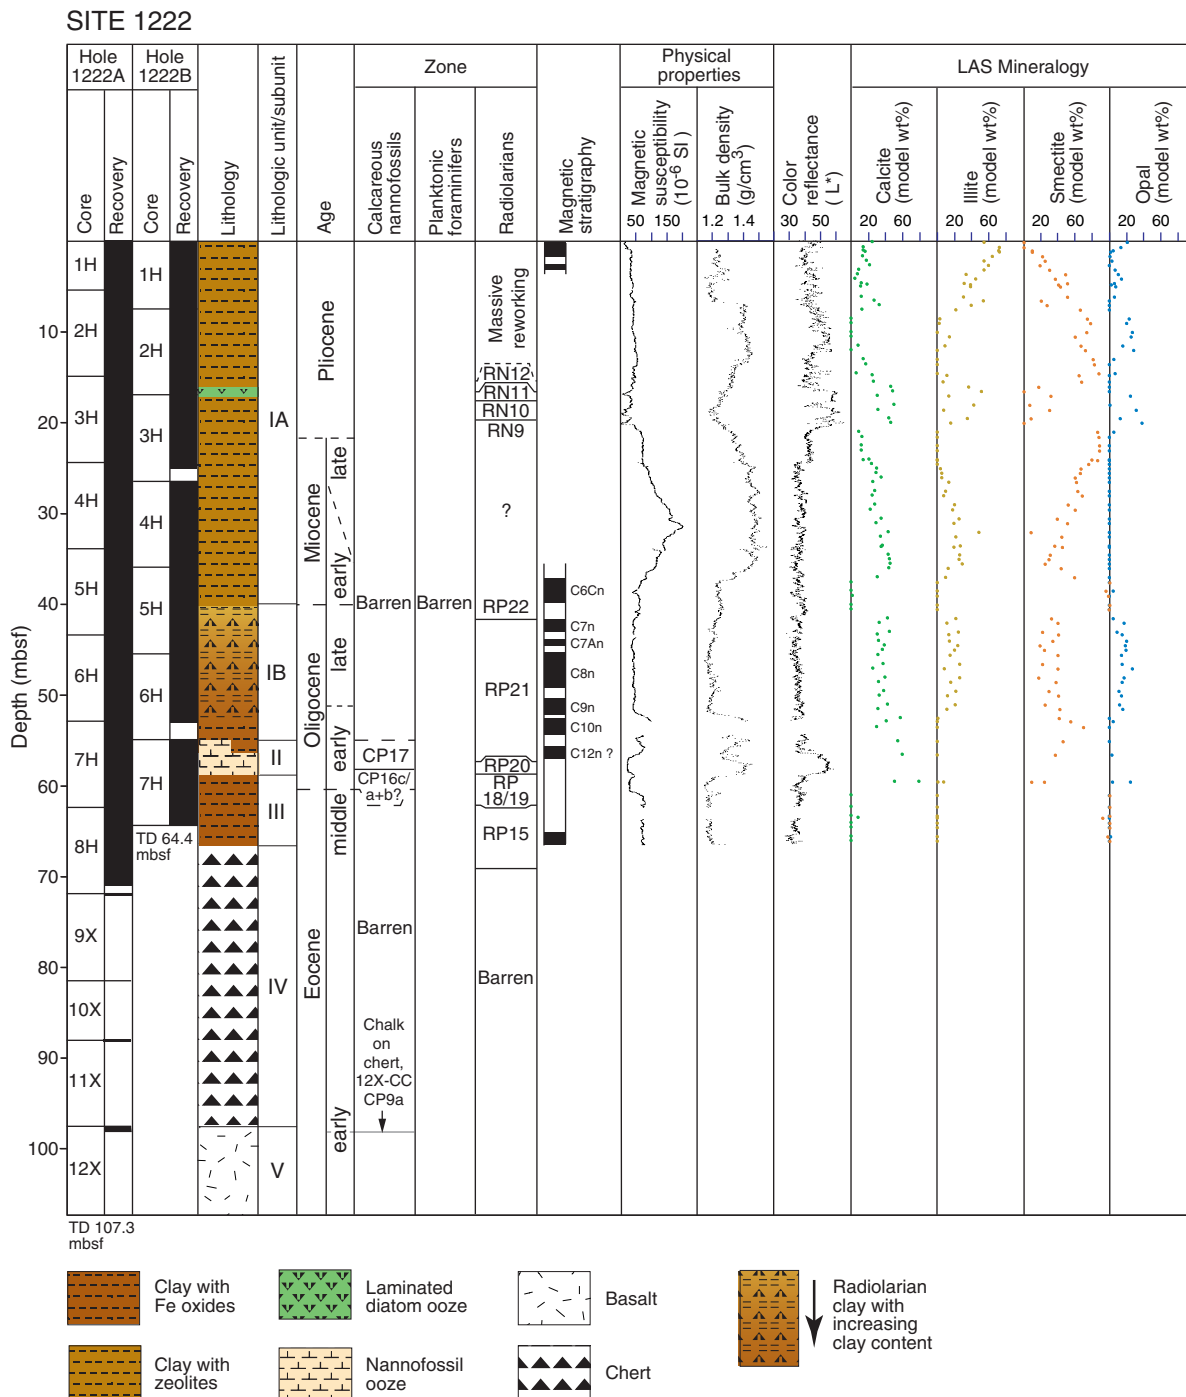 SITE 1222
Hole
1222A
Hole
1222B
Core
Recovery
Core
Recovery
Lithology
Lithologic unit/subunit
Age
Zone
Calcareous
nannofossils
Planktonic
foraminifers
Radiolarians
Magnetic
stratigraphy
Physical
properties
Magnetic
susceptibility
(10-6 SI)
50 150
Bulk density
(g/cm3)
1.2 1.4
Color
reflectance
(L*)
30 50
LAS Mineralogy
Calcite
(model wt%)
20 60
Illite
(model wt%)
20 60
Smectite
(model wt%)
20 60
Opal
(model wt%)
20 60
Depth (mbsf)
10
20
30
40
50
60
70
80
90
100
1H
2H
3H
4H
5H
6H
7H
8H
9X
10X
11X
12X
TD 107.3
mbsf
1H
2H
3H
4H
5H
6H
7H
TD 64.4
mbsf
IA
IB
II
III
IV
V
Pliocene
Miocene
late
early
Oligocene
late
early
Eocene
middle
early
Barren
CP17
CP16c/
a+b?
Barren
Chalk
on
chert,
12X-CC
CP9a
Barren
Massive
reworking
RN12
RN11
RN10
RN9
?
RP22
RP21
RP20
RP
18/19
RP15
Barren
C6Cn
C7n
C7An
C8n
C9n
C10n
C12n ?
Clay with
Fe oxides
Laminated
diatom ooze
Basalt
Radiolarian
clay with
increasing
clay content
Clay with
zeolites
Nannofossil
ooze
Chert